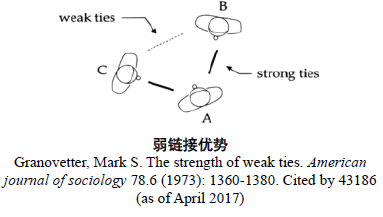 B
weak ties
C
strong ties
A
弱链接优势
Granovetter, Mark S. The strength of weak ties. American
journal of sociology 78.6 (1973): 1360-1380. Cited by 43186
(as of April 2017)